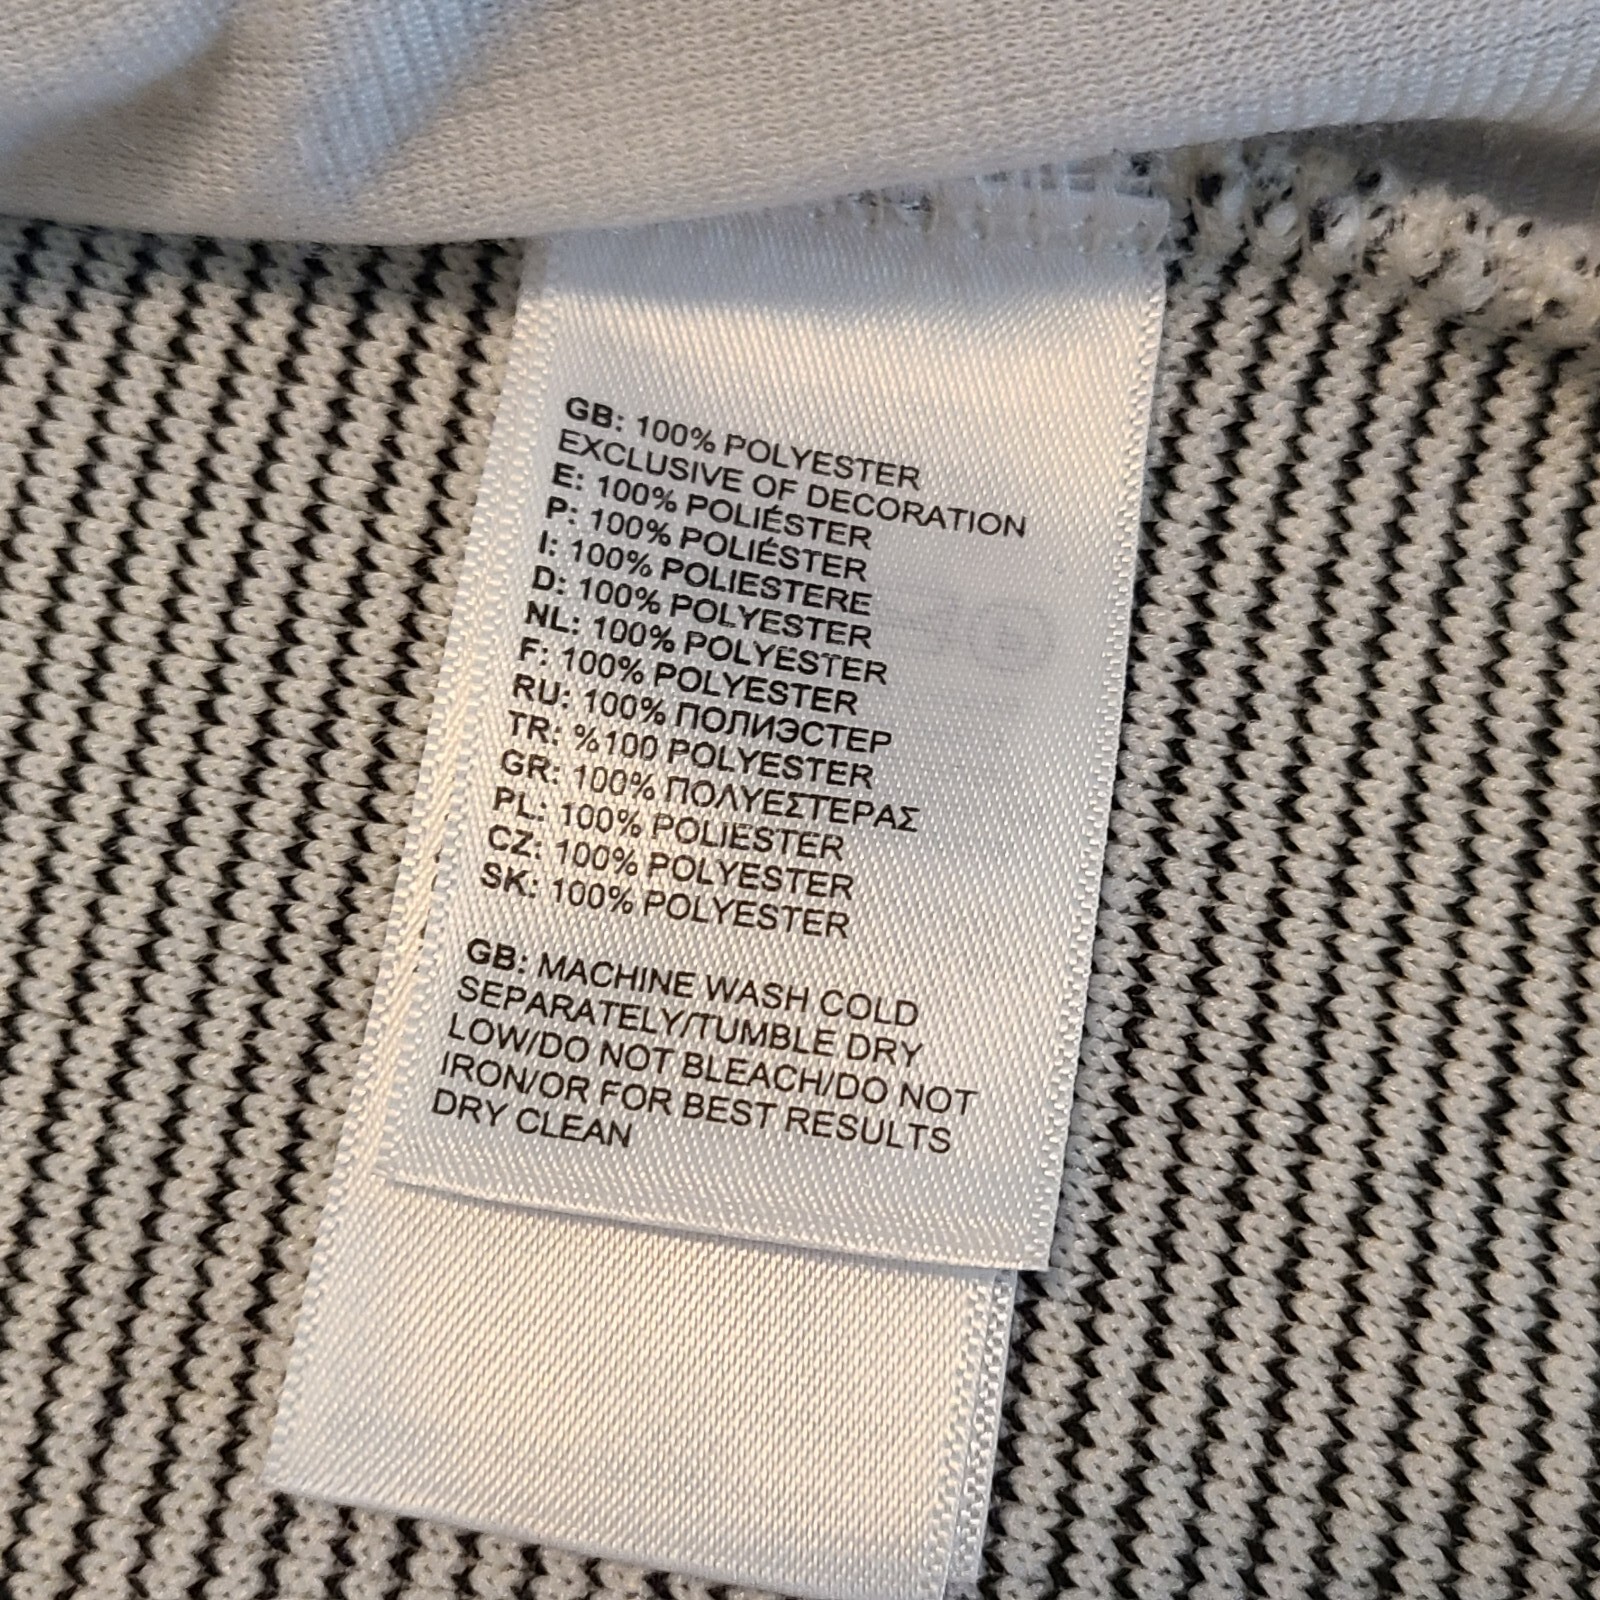 GB: 100% POLYESTER
EXCLUSIVE OF DECORATION
E: 100% POLIÉSTER
P: 100% POLIÉSTER
I: 100% POLIESTERE
D: 100% POLYESTER
NL: 100% POLYESTER
F: 100% POLYESTER
RU: 100% ПОЛИЭСТЕР
TR: %100 POLYESTER
GR: 100% ΠΟΛΥΕΣΤΕΡΑΣ
PL: 100% POLIESTER
CZ: 100% POLYESTER
SK: 100% POLYESTER
GB: MACHINE WASH COLD
SEPARATELY/TUMBLE DRY
LOW/DO NOT BLEACH/DO NOT
IRON/OR FOR BEST RESULTS
DRY CLEAN